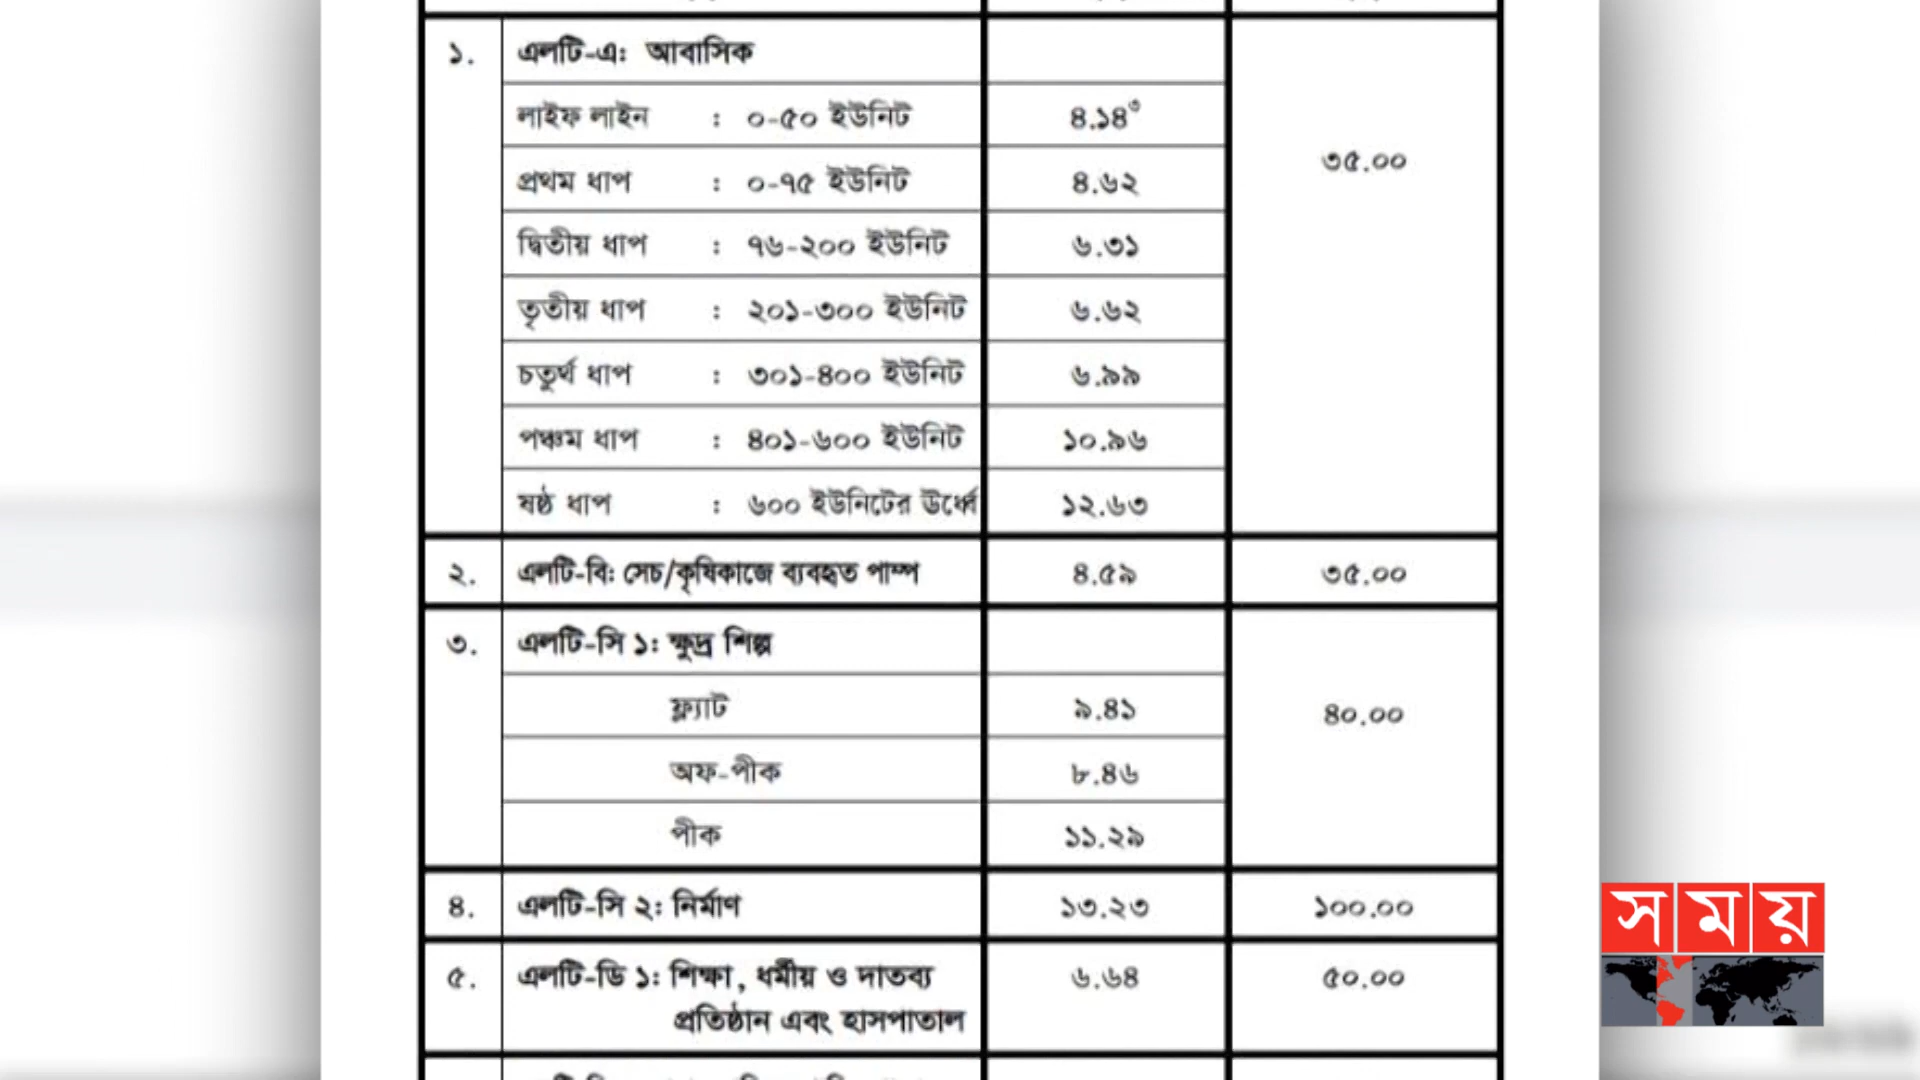 ১. এলটি-এ: আবাসিক
লাইফ লাইন : ০-৫০ ইউনিট ৪.১৪৩
প্রথম ধাপ : ০-৭৫ ইউনিট ৪.৬২
দ্বিতীয় ধাপ : ৭৬-২০০ ইউনিট ৬.৩১
তৃতীয় ধাপ : ২০১-৩০০ ইউনিট ৬.৬২
চতুর্থ ধাপ : ৩০১-৪০০ ইউনিট ৬.৯৯
পঞ্চম ধাপ : ৪০১-৬০০ ইউনিট ১০.৯৬
ষষ্ঠ ধাপ : ৬০০ ইউনিটের উর্ধ্বে ১২.৬৩
৩৫.০০
২. এলটি-বি: সেচ/কৃষিকাজে ব্যবহৃত পাম্প ৪.৫৯ ৩৫.০০
৩. এলটি-সি ১: ক্ষুদ্র শিল্প
ফ্ল্যাট ৯.৪১
অফ-পীক ৮.৪৬
পীক ১১.২৯
৪০.০০
৪. এলটি-সি ২: নির্মাণ ১৩.২৩ ১০০.০০
৫. এলটি-ডি ১: শিক্ষা, ধর্মীয় ও দাতব্য ৬.৬৪ ৫০.০০
প্রতিষ্ঠান এবং হাসপাতাল
সময়